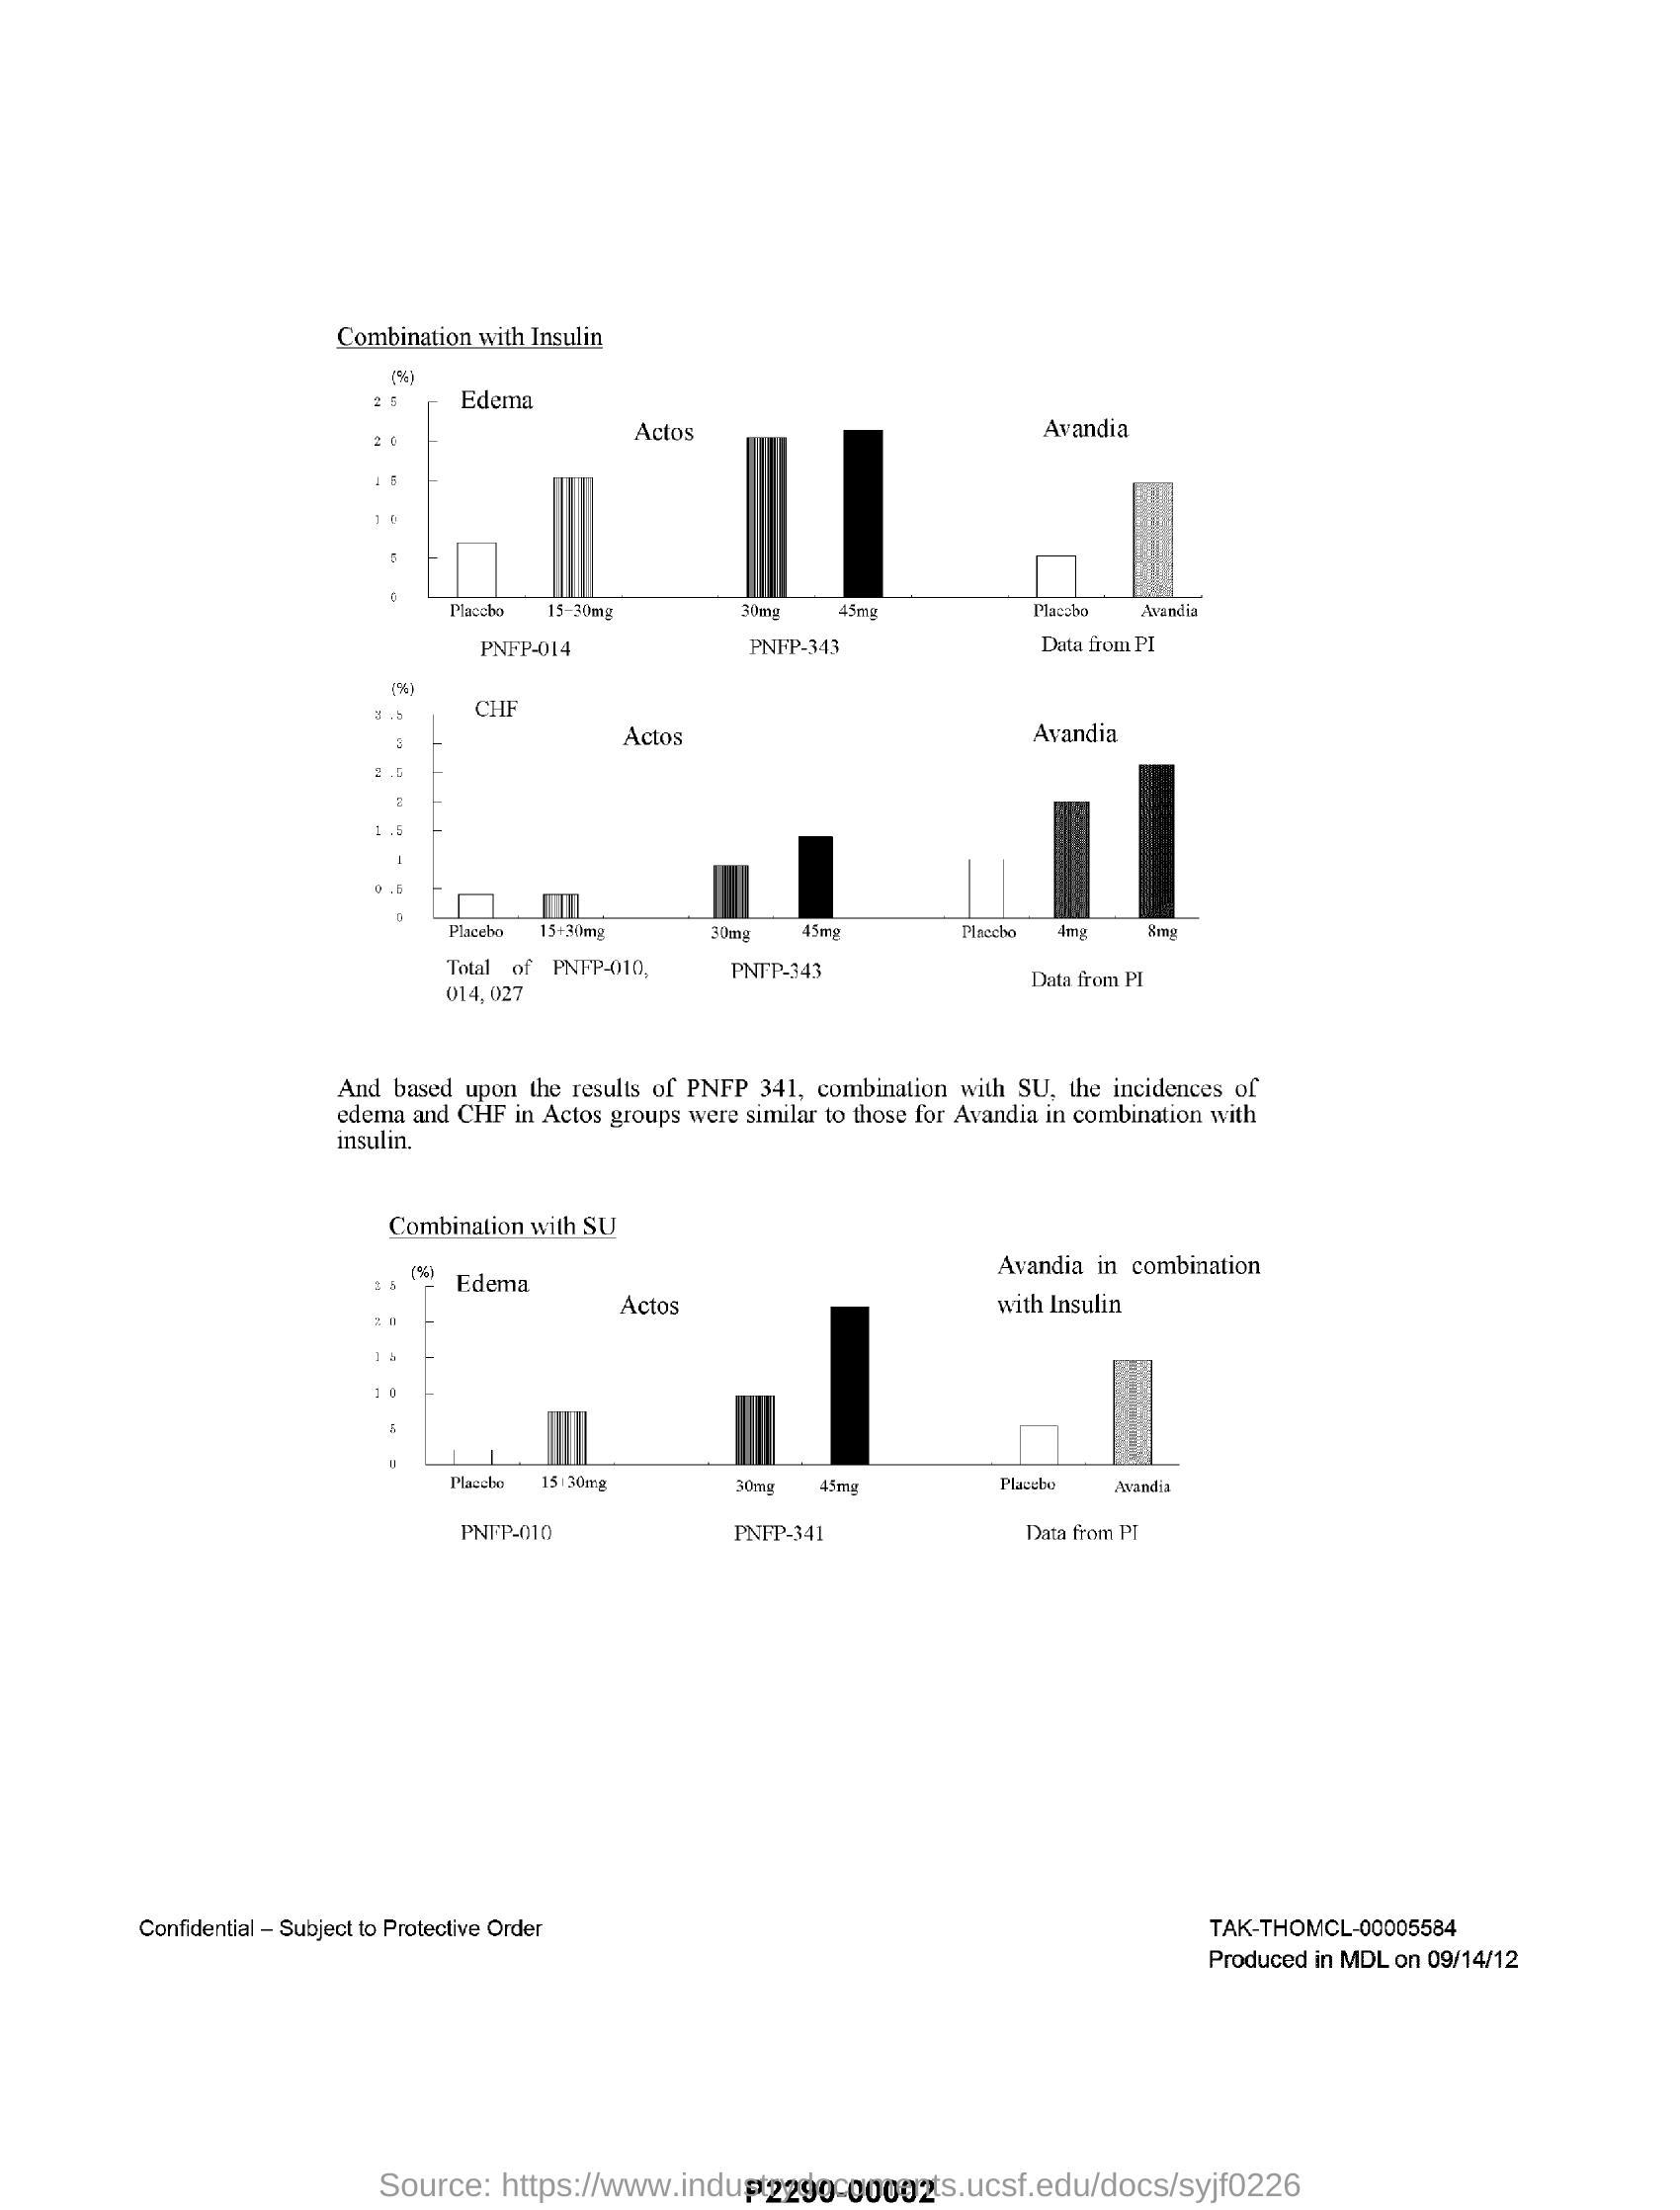 Combination with Insulin
(%)
Edema
Actos
Avandia
25
20
15
10
5
0
Placebo 15+30mg 30mg 45mg Placebo Avandia
PNFP-014 PNFP-343 Data from PI
(%)
CHF
Actos
Avandia
3.5
3
2.5
2
1.5
1
0.5
0
Placebo 15+30mg 30mg 45mg Placebo 4mg 8mg
Total of PNFP-010,
014, 027
PNFP-343
Data from PI
And based upon the results of PNFP 341, combination with SU, the incidences of
edema and CHF in Actos groups were similar to those for Avandia in combination with
insulin.
Combination with SU
(%)
Edema
Actos
Avandia in combination
with Insulin
25
20
15
10
5
0
Placebo 15+30mg 30mg 45mg Placebo Avandia
PNFP-010 PNFP-341 Data from PI
Confidential – Subject to Protective Order
TAK-THOMCL-00005584
Produced in MDL on 09/14/12
Source: https://www.industrydocuments.ucsf.edu/docs/syjf0226
P2290-00002